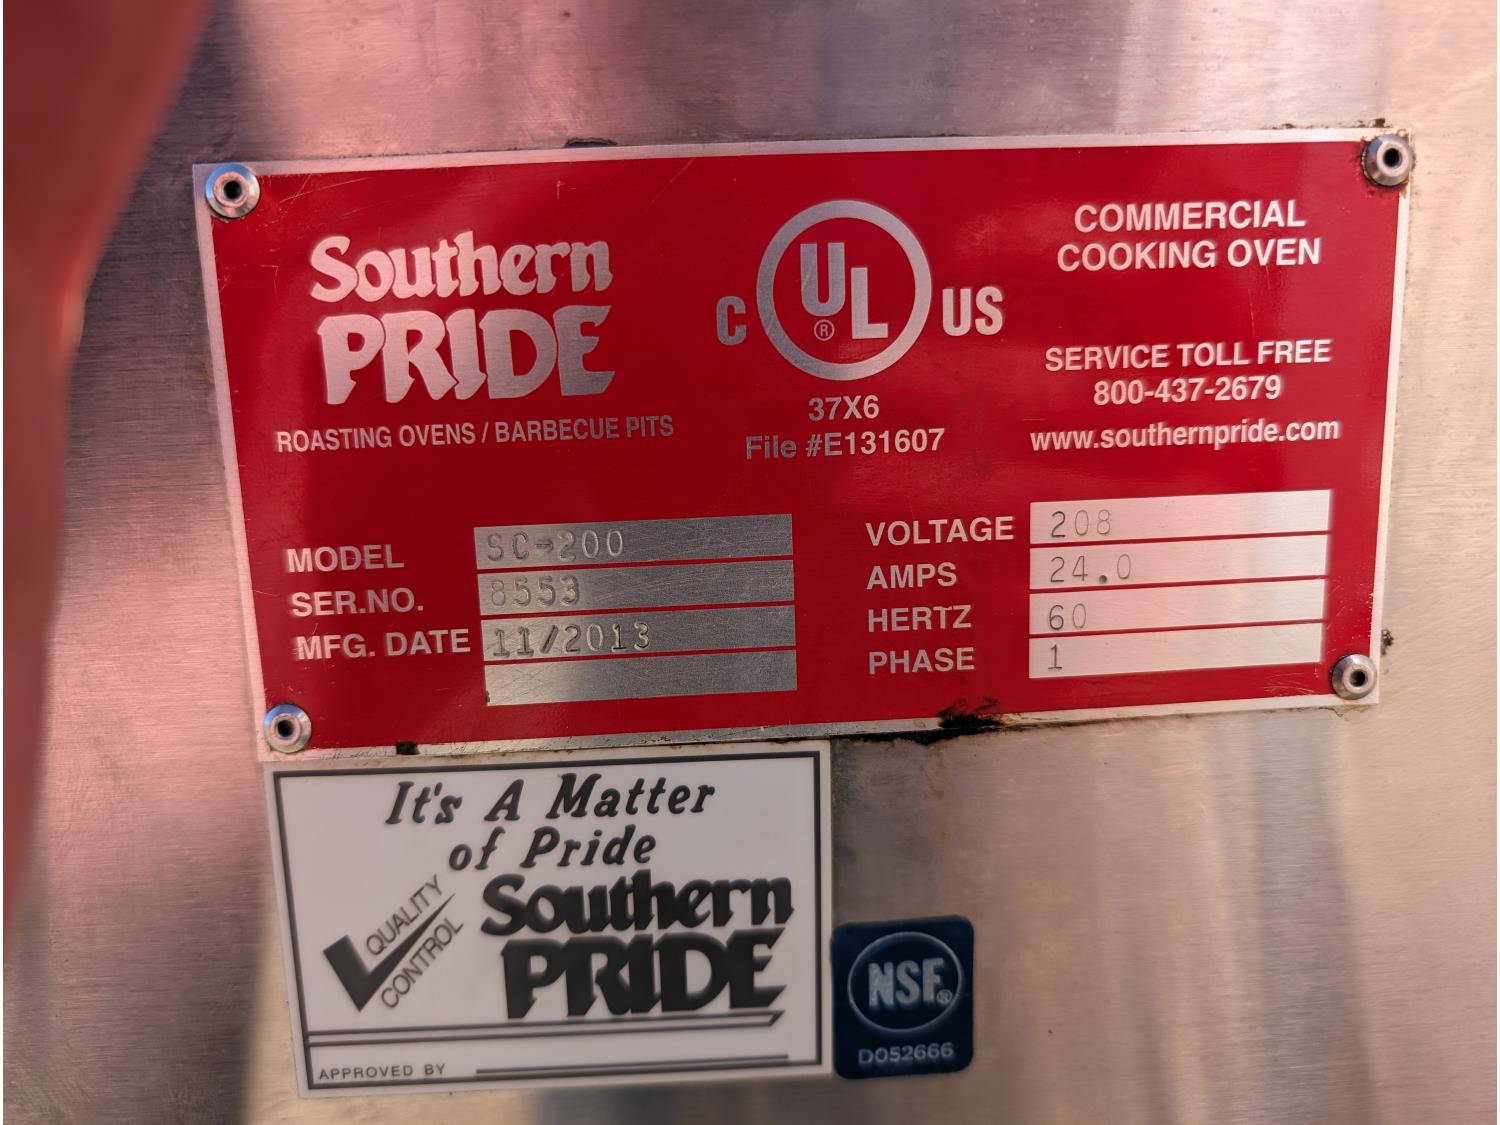 Southern
PRIDE
ROASTING OVENS / BARBECUE PITS
C UL® US
37X6
File #E131607
COMMERCIAL
COOKING OVEN
SERVICE TOLL FREE
800-437-2679
www.southernpride.com
MODEL SC-200
SER.NO. 8553
MFG. DATE 11/2013
VOLTAGE 208
AMPS 24.0
HERTZ 60
PHASE 1
It's A Matter
of Pride
QUALITY
CONTROL
Southern
PRIDE
APPROVED BY
NSF®
D052666